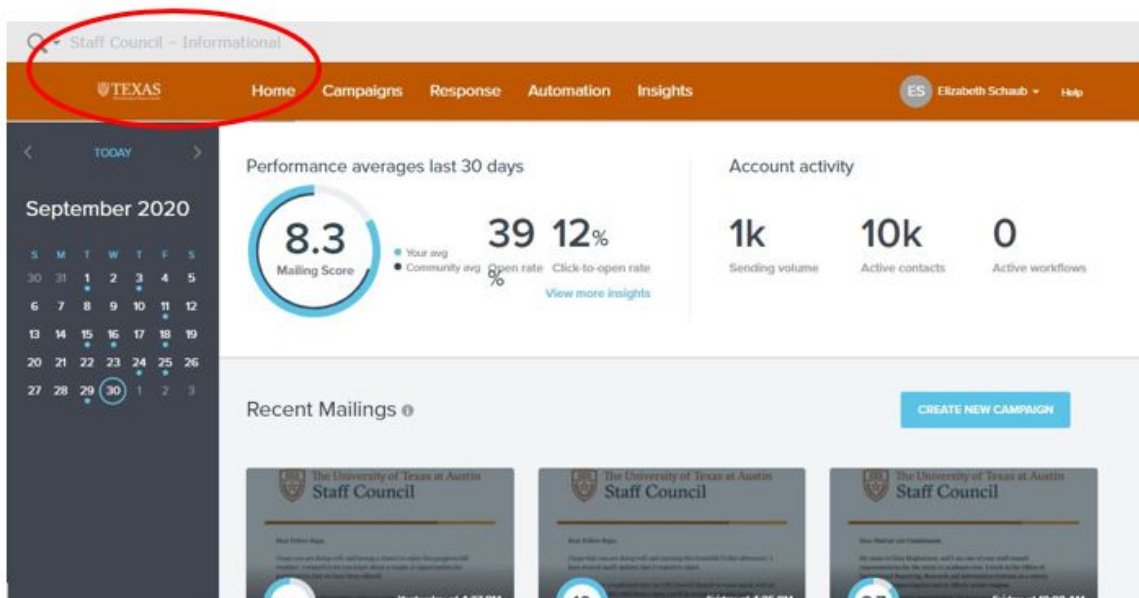 Staff Council - Informational
TEXAS
Home Campaigns Response Automation Insights
ES Elizabeth Schaub Help
TODAY
September 2020
S M T W T F S
30 31 1 2 3 4 5
6 7 8 9 10 11 12
13 14 15 16 17 18 19
20 21 22 23 24 25 26
27 28 29 30 1 2 3
Performance averages last 30 days
8.3
Mailing Score
Your avg
Community avg
39 %
Open rate
12%
Click-to-open rate
View more insights
Account activity
1k
Sending volume
10k
Active contacts
0
Active workflows
Recent Mailings
CREATE NEW CAMPAIGN
The University of Texas at Austin
Staff Council
The University of Texas at Austin
Staff Council
The University of Texas at Austin
Staff Council